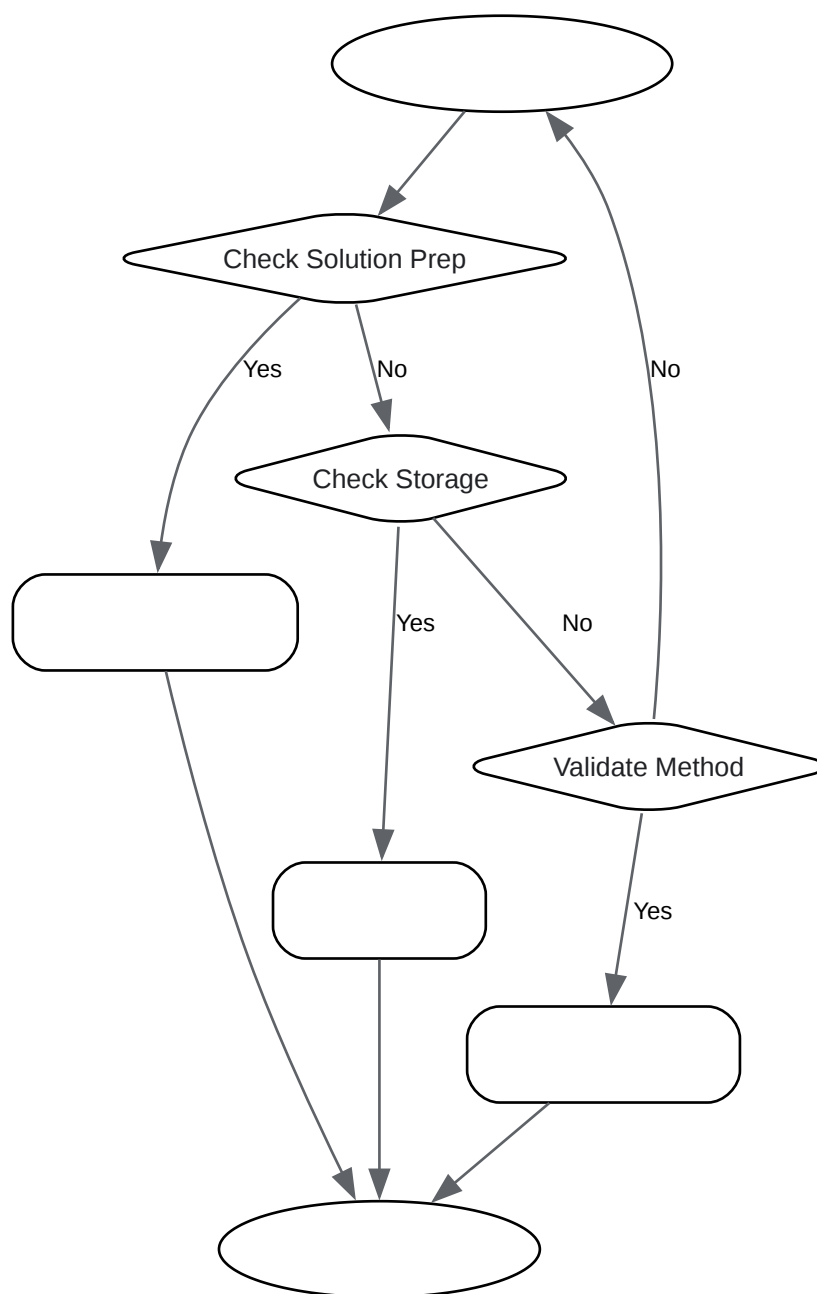 Check Solution Prep
Yes
No
No
Check Storage
Yes
No
Validate Method
Yes